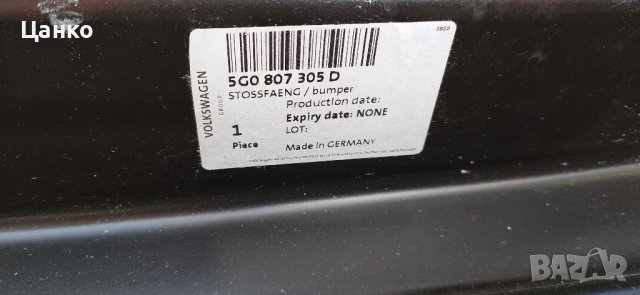 Цанко
3822
VOLKSWAGEN
GROUP
5G0 807 305 D
STOSSFAENG / bumper
Production date:
Expiry date: NONE
1
LOT:
Piece
Made in GERMANY
BAZAR